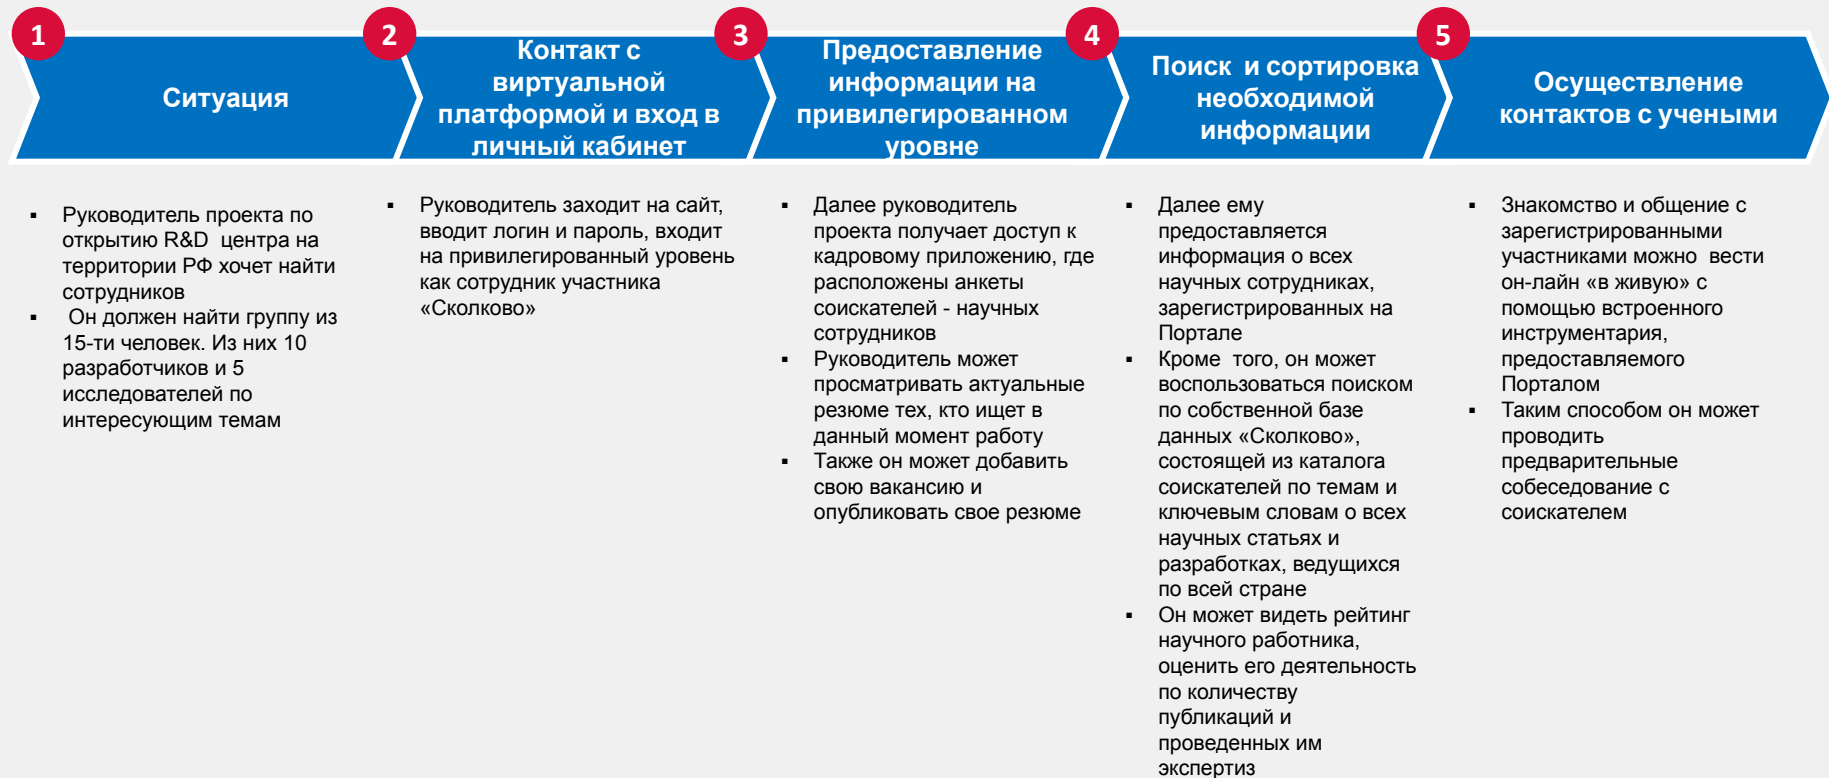 1
Ситуация
2
Контакт с
виртуальной
платформой и вход в
личный кабинет
3
Предоставление
информации на
привилегированном
уровне
4
Поиск  и сортировка
необходимой
информации
5
Осуществление
контактов с учеными
▪ Руководитель проекта по
открытию R&D  центра на
территории РФ хочет найти
сотрудников
▪ Он должен найти группу из
15-ти человек. Из них 10
разработчиков и 5
исследователей по
интересующим темам
▪ Руководитель заходит на сайт,
вводит логин и пароль, входит
на привилегированный уровень
как сотрудник участника
«Сколково»
▪ Далее руководитель
проекта получает доступ к
кадровому приложению, где
расположены анкеты
соискателей - научных
сотрудников
▪ Руководитель может
просматривать актуальные
резюме тех, кто ищет в
данный момент работу
▪ Также он может добавить
свою вакансию и
опубликовать свое резюме
▪ Далее ему
предоставляется
информация о всех
научных сотрудниках,
зарегистрированных на
Портале
▪ Кроме  того, он может
воспользоваться поиском
по собственной базе
данных «Сколково»,
состоящей из каталога
соискателей по темам и
ключевым словам о всех
научных статьях и
разработках, ведущихся
по всей стране
▪ Он может видеть рейтинг
научного работника,
оценить его деятельность
по количеству
публикаций и
проведенных им
экспертиз
▪ Знакомство и общение с
зарегистрированными
участниками можно  вести
он-лайн «в живую» с
помощью встроенного
инструментария,
предоставляемого
Порталом
▪ Таким способом он может
проводить
предварительные
собеседование с
соискателем